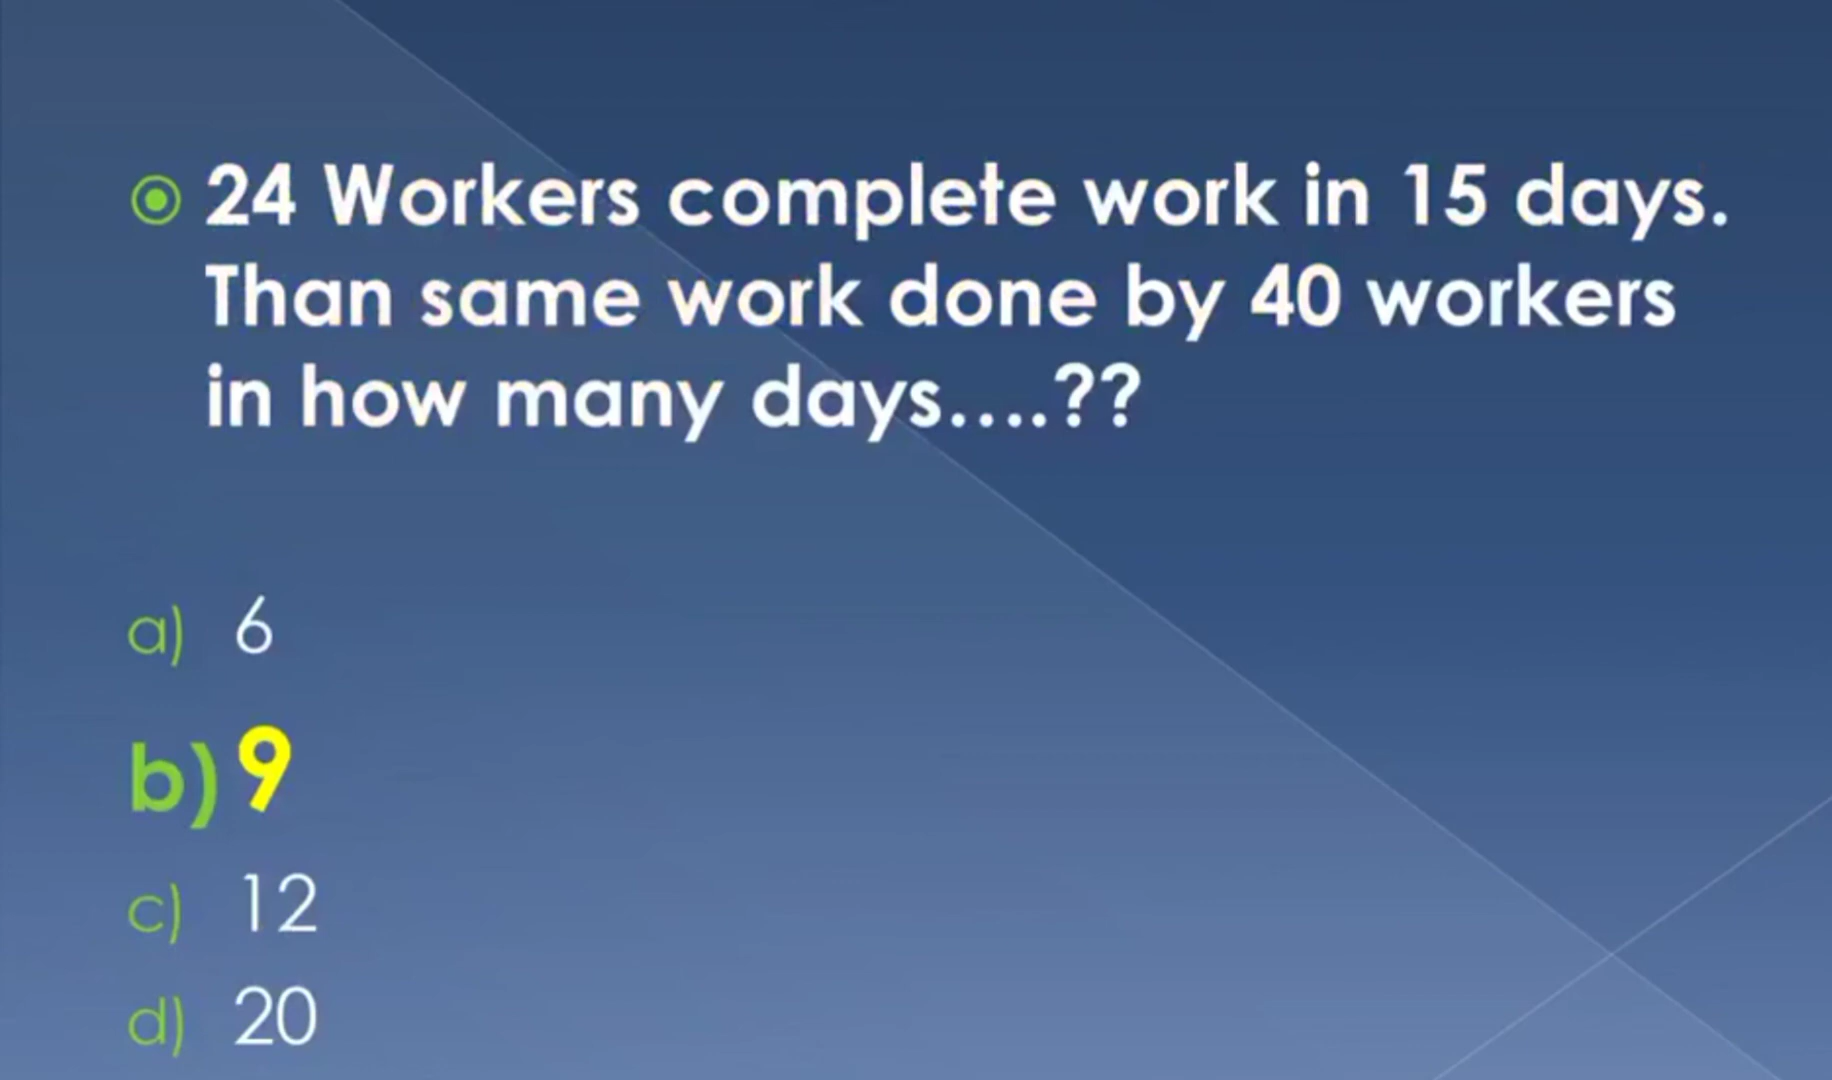 24 Workers complete work in 15 days.
Than same work done by 40 workers
in how many days....??
a) 6
b) 9
c) 12
d) 20